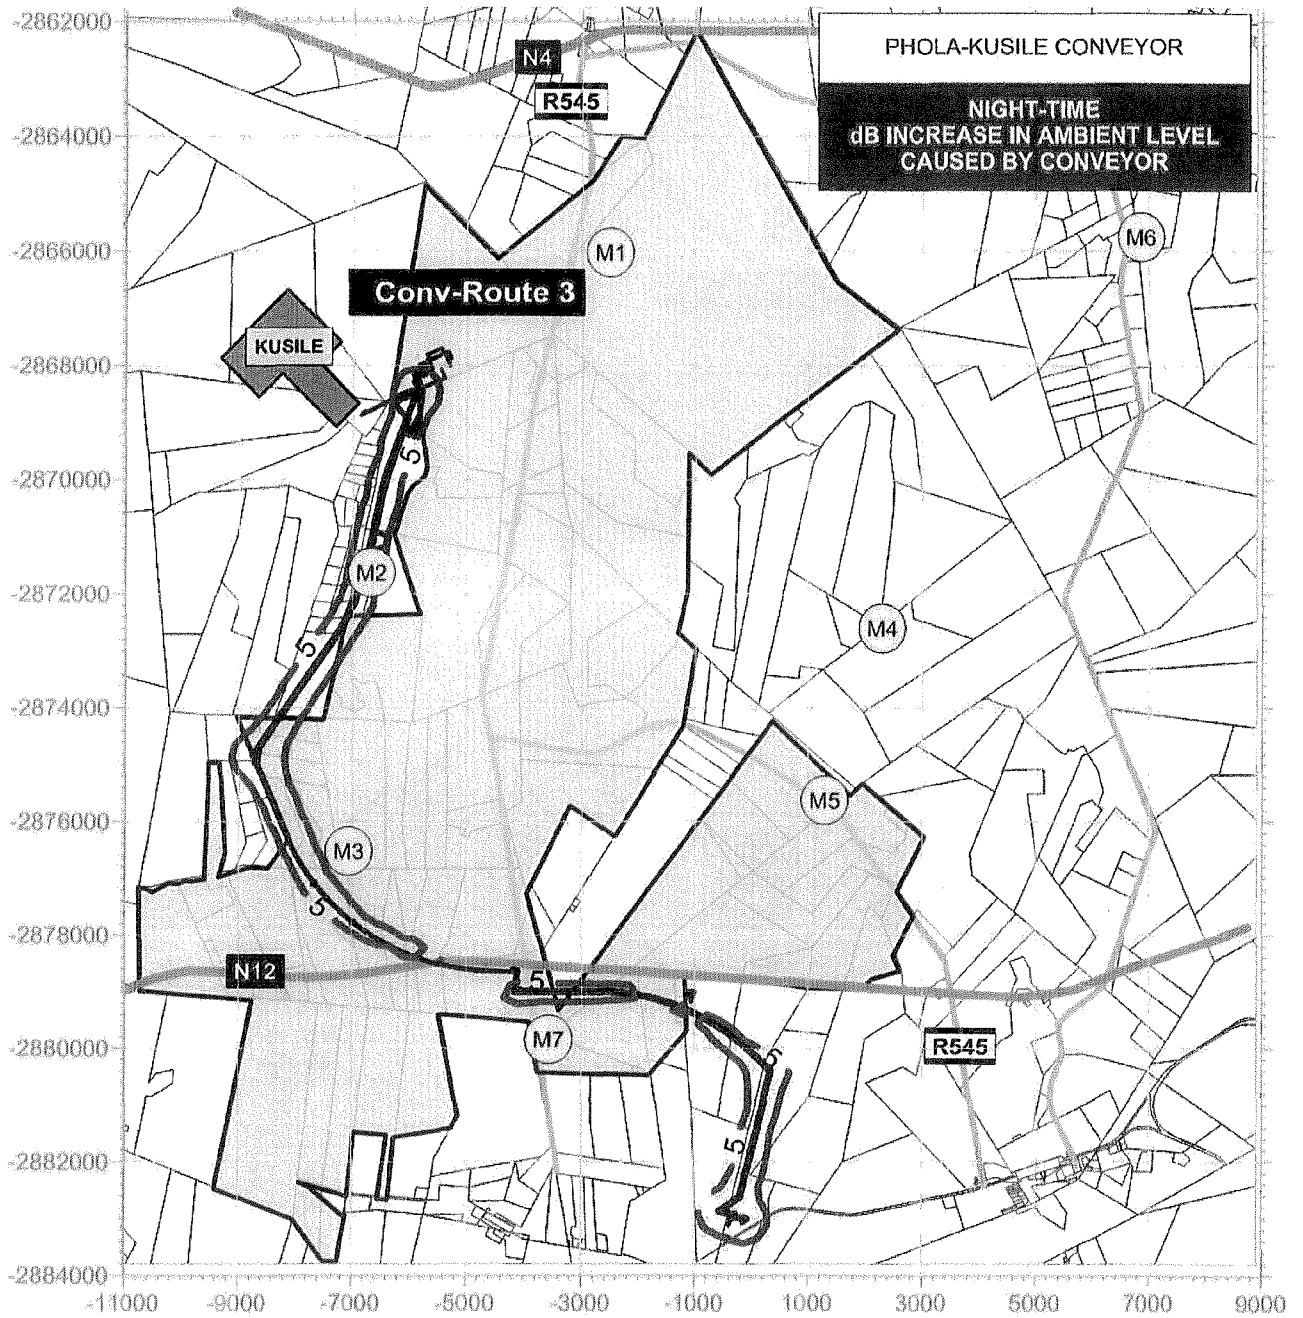 -2862000
PHOLA-KUSILE CONVEYOR
N4
R545
NIGHT-TIME
dB INCREASE IN AMBIENT LEVEL
CAUSED BY CONVEYOR
-2864000
M6
-2866000
M1
Conv-Route 3
KUSILE
-2868000
5
-2870000
M2
-2872000
M4
5
-2874000
M5
-2876000
M3
5
-2878000
N12
5
M7
R545
-2880000
5
5
-2882000
-2884000
-11000 -9000 -7000 -5000 -3000 -1000 1000 3000 5000 7000 9000